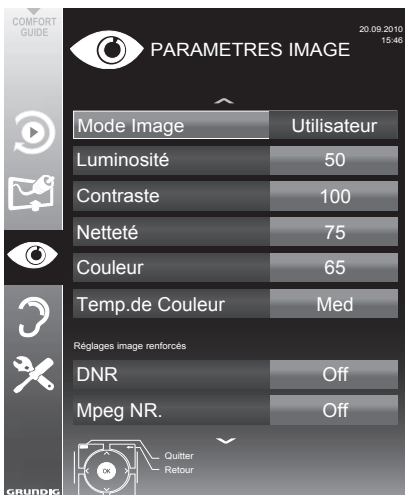 COMFORT
GUIDE
PARAMETRES IMAGE
20.09.2010
15:46
Mode Image Utilisateur
Luminosité 50
Contraste 100
Netteté 75
Couleur 65
Temp.de Couleur Med
Réglages image renforcés
DNR Off
Mpeg NR. Off
Quitter
Retour
OK
GRUNDIG